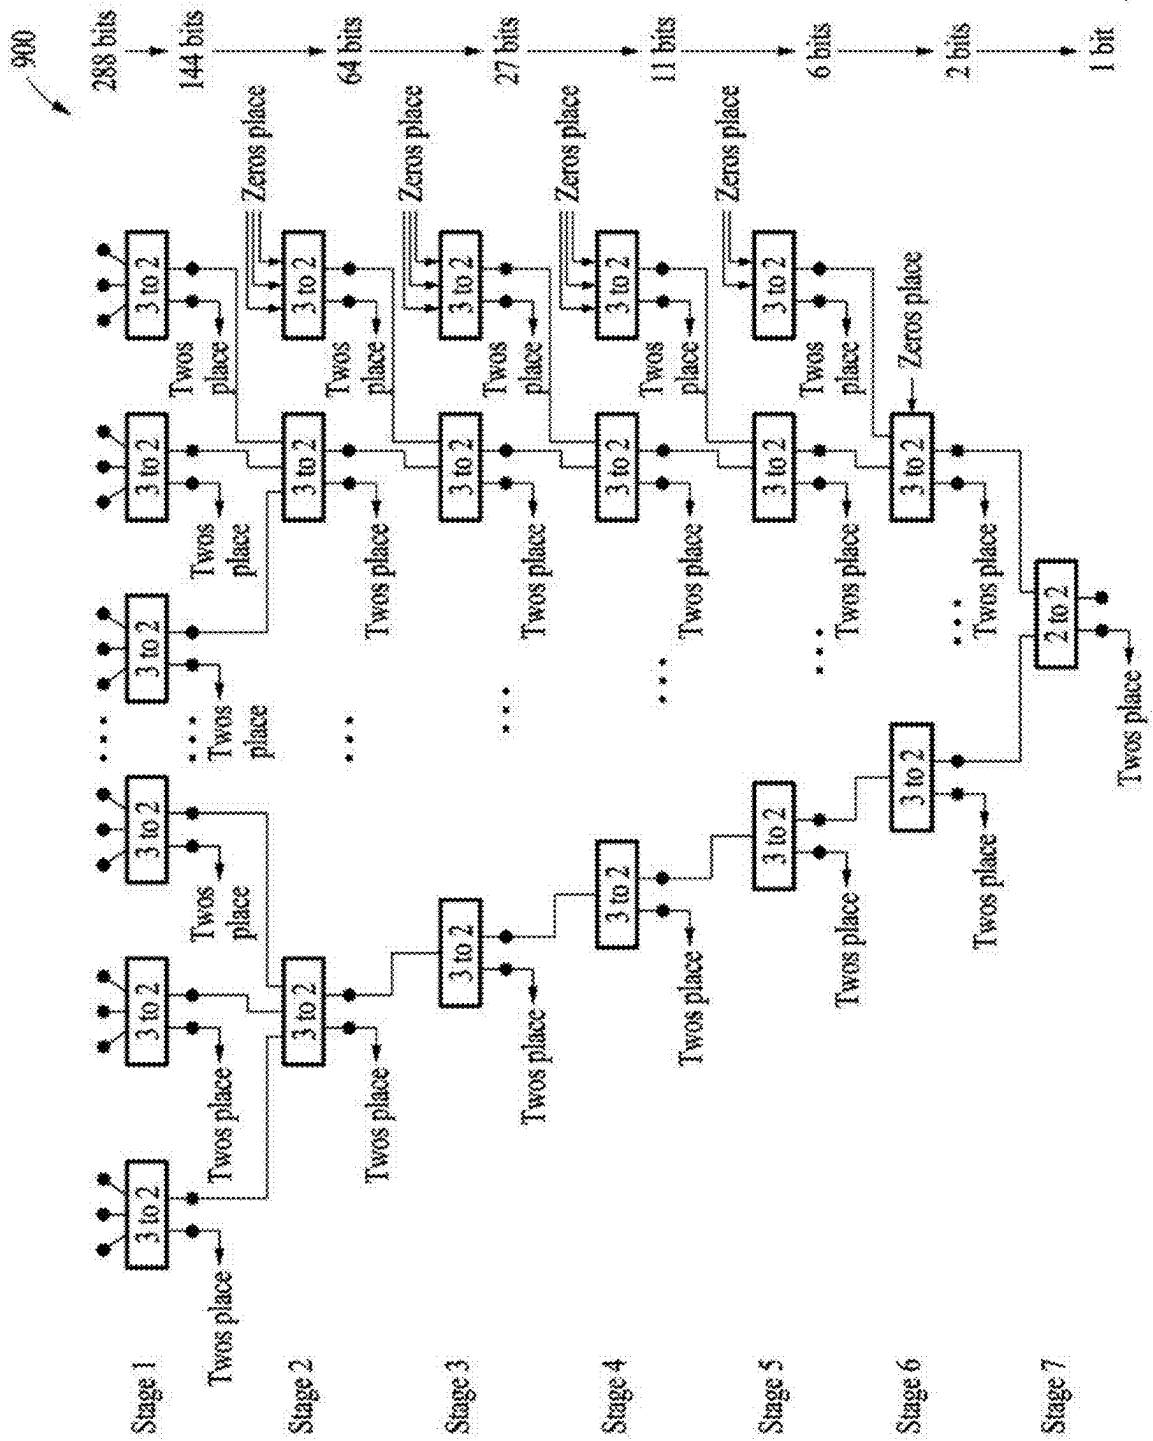 900
288 bits
144 bits
64 bits
27 bits
11 bits
6 bits
2 bits
1 bit
Stage 1
3 to 2
3 to 2
3 to 2
3 to 2
3 to 2
3 to 2
Twos place
Twos place
Twos
place
Twos
place
Twos
place
Twos
place
Zeros place
Stage 2
3 to 2
3 to 2
3 to 2
Twos place
Twos place
Twos
place
Zeros place
Stage 3
3 to 2
3 to 2
3 to 2
Twos place
Twos place
Twos
place
Zeros place
Stage 4
3 to 2
3 to 2
3 to 2
Twos place
Twos place
Twos
place
Zeros place
Stage 5
3 to 2
3 to 2
3 to 2
Twos place
Twos place
Twos
place
Zeros place
Stage 6
3 to 2
3 to 2
Twos place
Twos place
Stage 7
2 to 2
Twos place